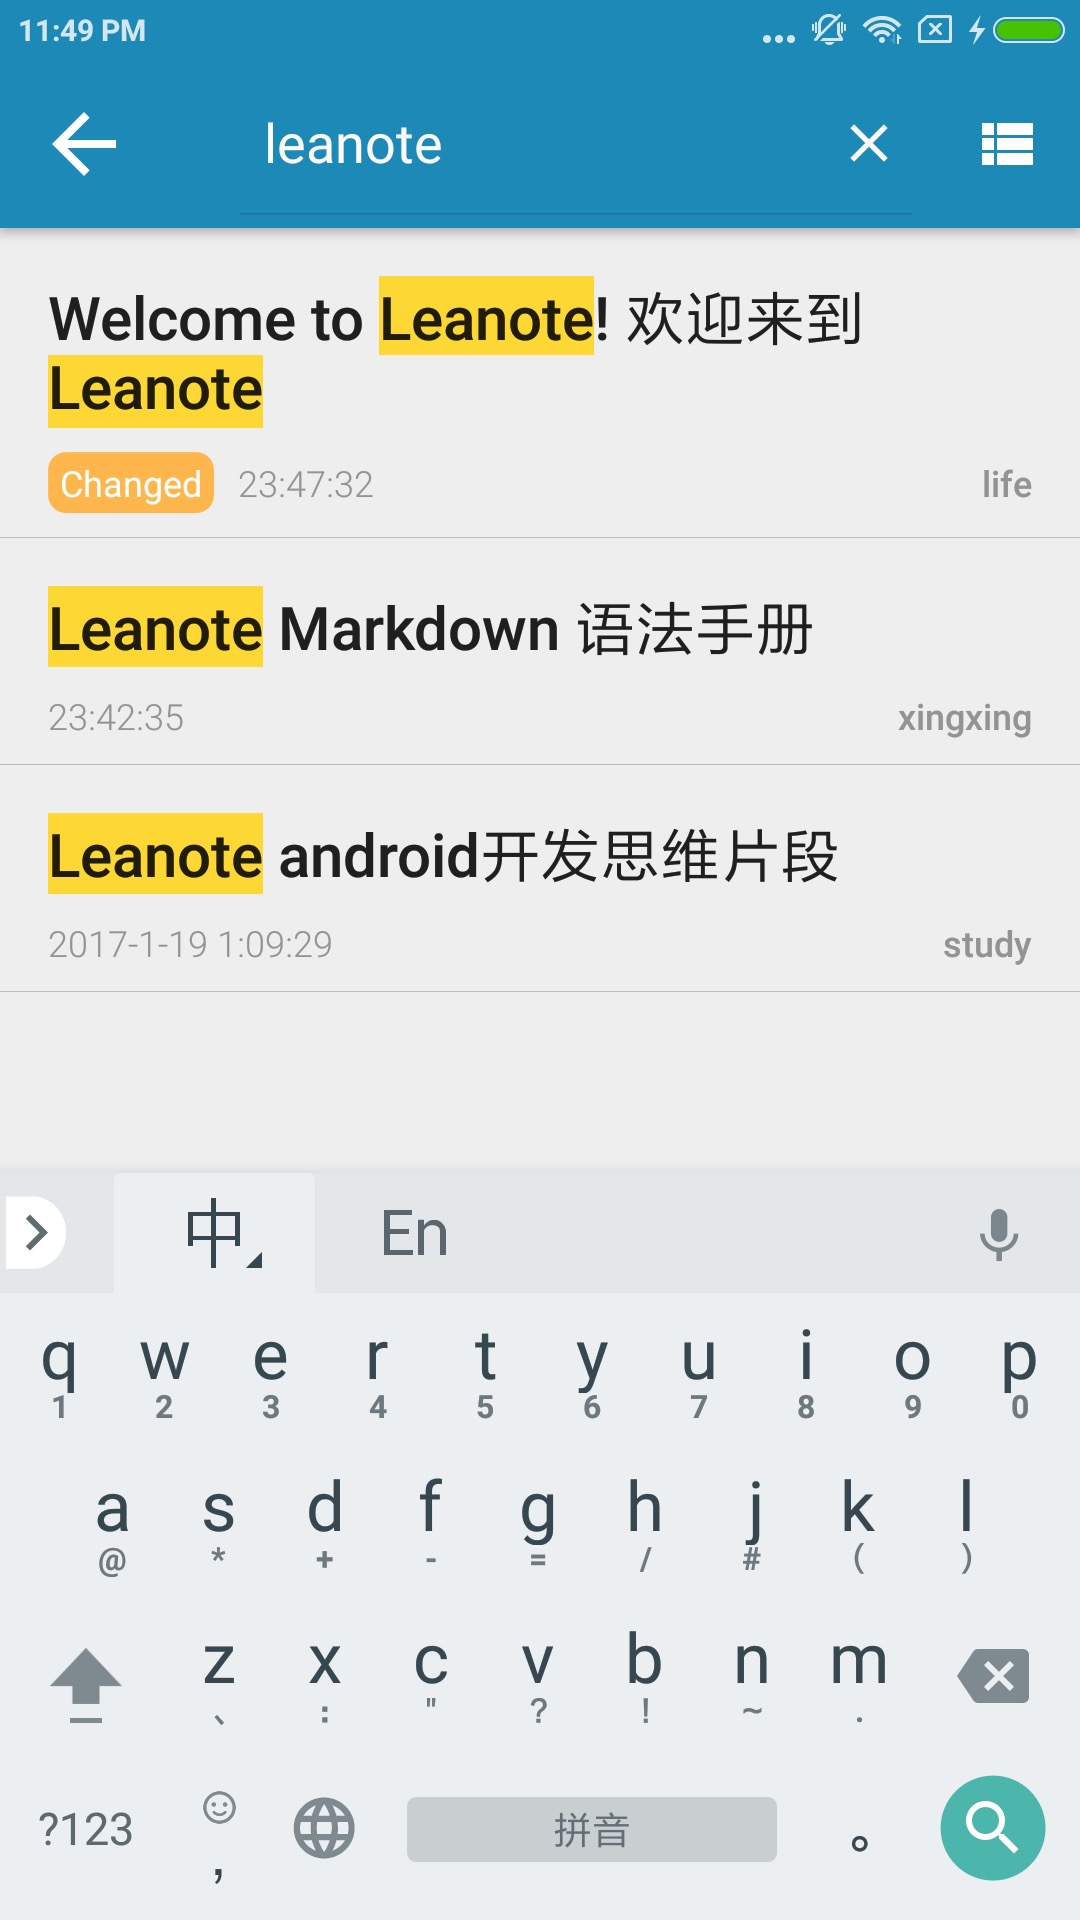 11:49 PM
leanote
Welcome to Leanote! 欢迎来到
Leanote
Changed 23:47:32 life
Leanote Markdown 语法手册
23:42:35 xingxing
Leanote android开发思维片段
2017-1-19 1:09:29 study
中 En
q w e r t y u i o p
1 2 3 4 5 6 7 8 9 0
a s d f g h j k l
@ * + - = / # ( )
z x c v b n m
、 : " ? ! ~ .
?123 , 拼音 。